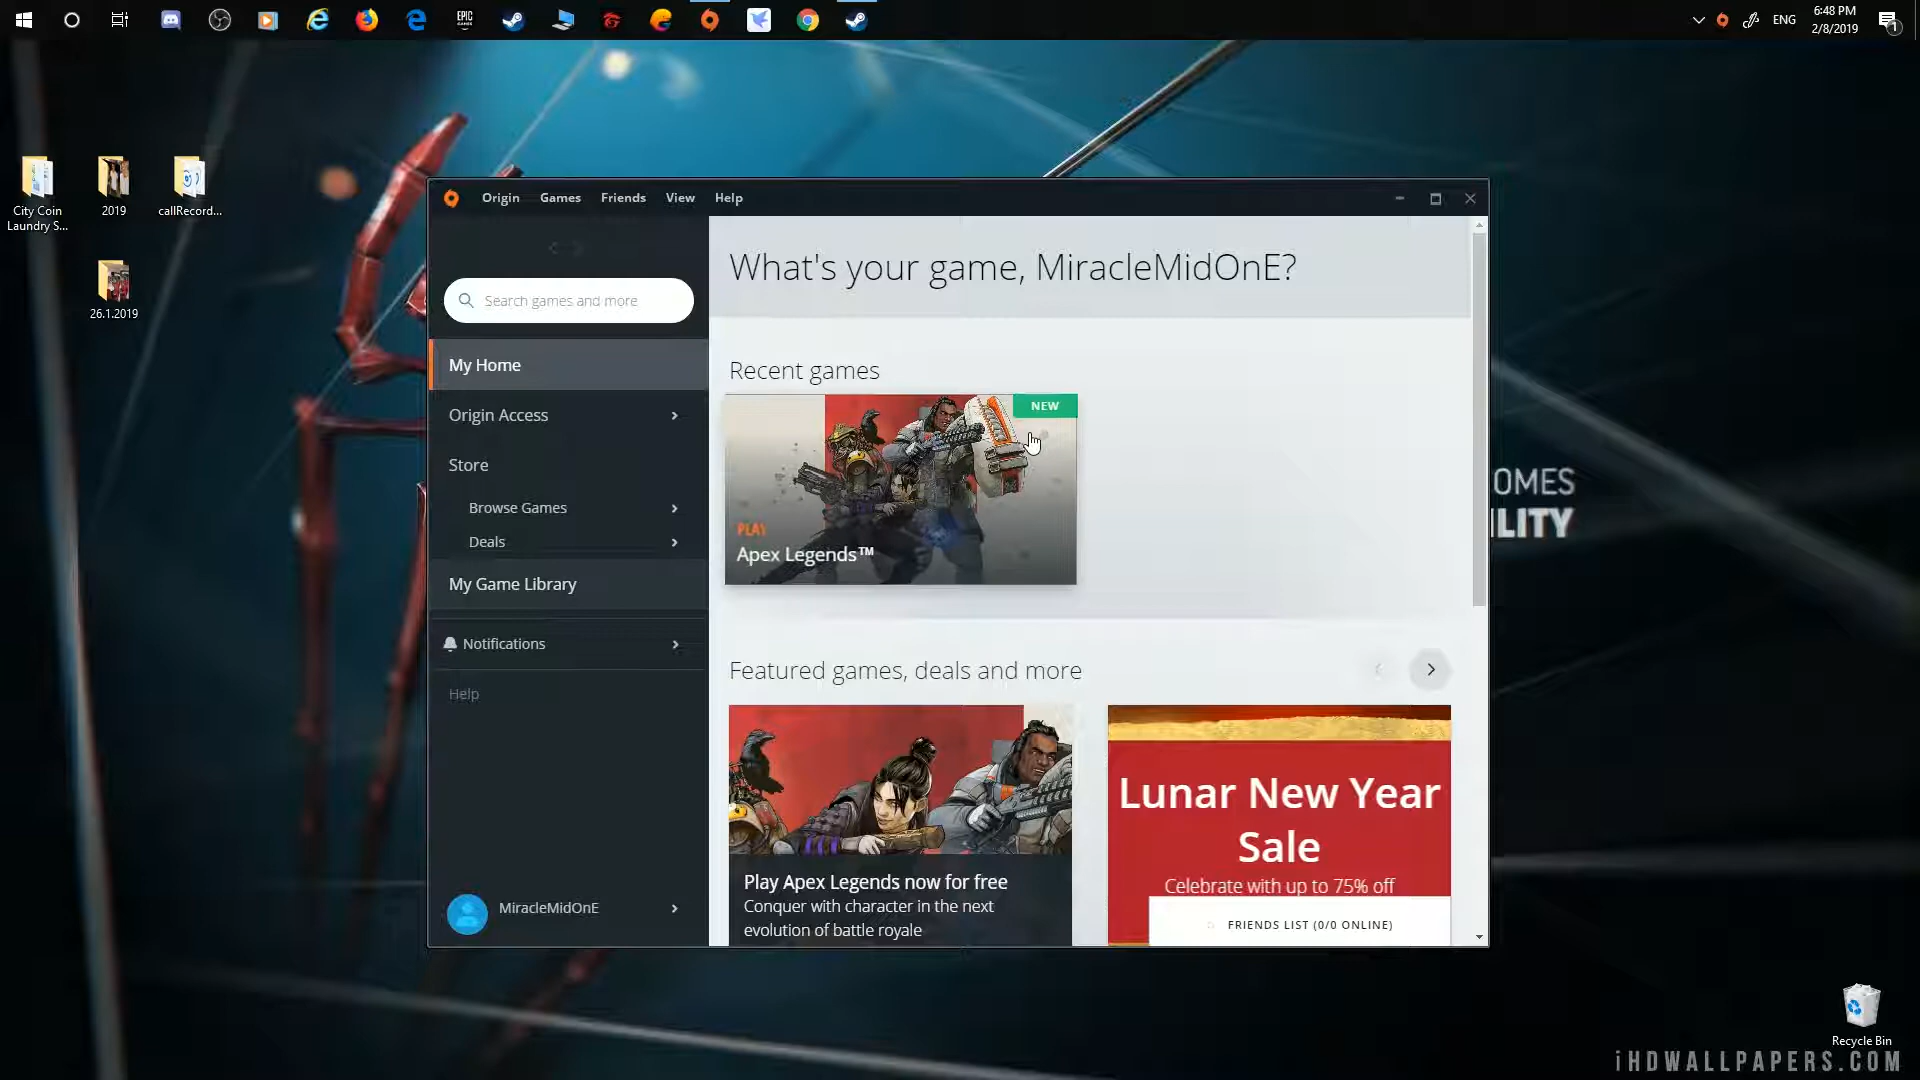 EPIC
GAMES
ENG
6:48 PM
2/8/2019
1
City Coin
Laundry S...
2019
callRecord...
26.1.2019
Origin
Games
Friends
View
Help
Search games and more
My Home
Origin Access
Store
Browse Games
Deals
My Game Library
Notifications
Help
MiracleMidOnE
What's your game, MiracleMidOnE?
Recent games
NEW
PLAY
Apex Legends™
Featured games, deals and more
Play Apex Legends now for free
Conquer with character in the next
evolution of battle royale
Lunar New Year
Sale
Celebrate with up to 75% off
FRIENDS LIST (0/0 ONLINE)
OMES
ILITY
Recycle Bin
iHDWALLPAPERS.COM